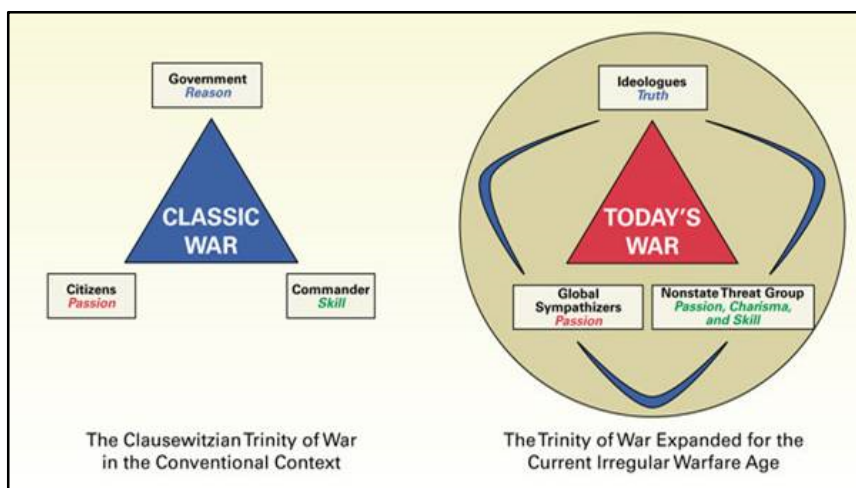 Government
Reason
CLASSIC
WAR
Citizens
Passion
Commander
Skill
The Clausewitzian Trinity of War
in the Conventional Context
Ideologues
Truth
TODAY'S
WAR
Global
Sympathizers
Passion
Nonstate Threat Group
Passion, Charisma,
and Skill
The Trinity of War Expanded for the
Current Irregular Warfare Age